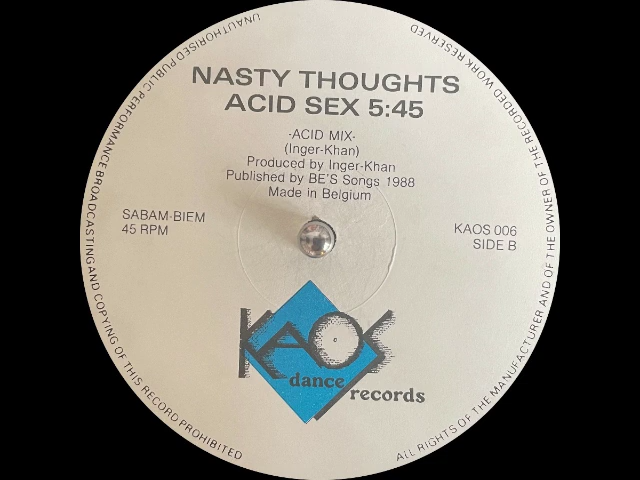 NASTY THOUGHTS
ACID SEX 5:45
-ACID MIX-
(Inger-Khan)
Produced by Inger-Khan
Published by BE'S Songs 1988
Made in Belgium
SABAM-BIEM
45 RPM
KAOS 006
SIDE B
KAOS
dance
records
ALL RIGHTS OF THE MANUFACTURER AND OF THE OWNER OF THE RECORDED WORK RESERVED
UNAUTHORISED PUBLIC PERFORMANCE BROADCASTING AND COPYING OF THIS RECORD PROHIBITED